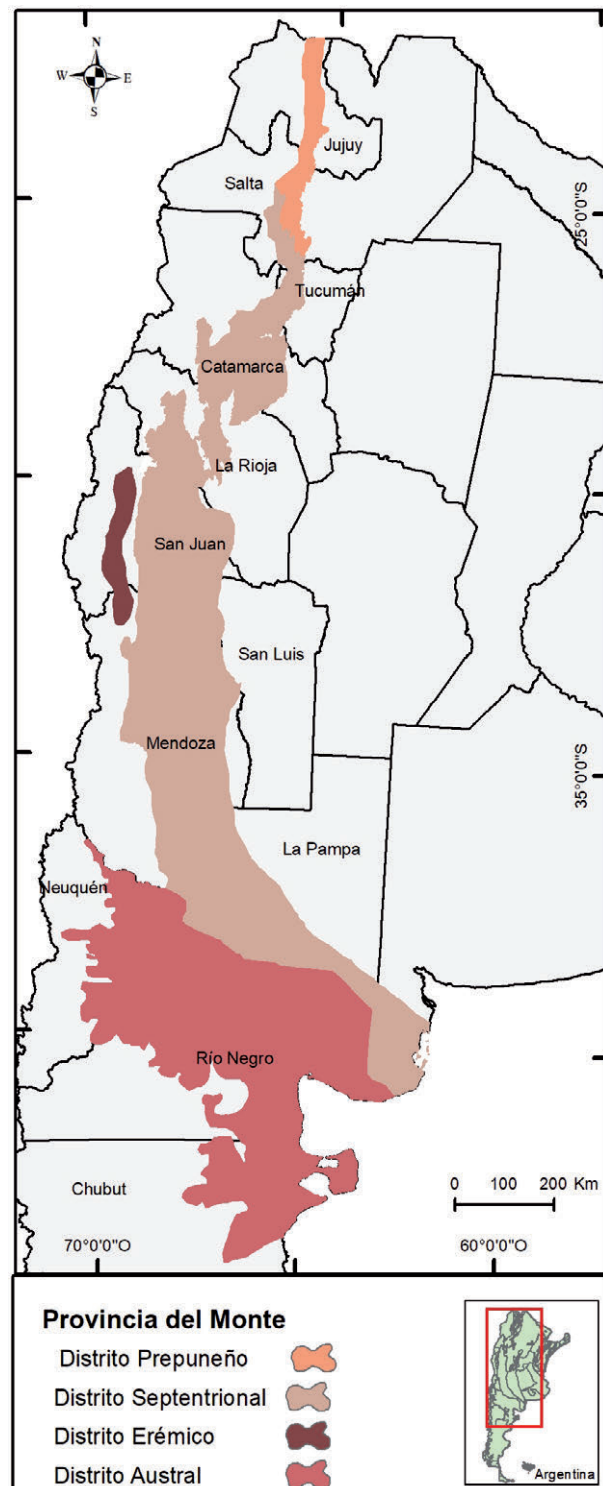 N
W E
S
Jujuy
Salta
25°0'0"S
Tucumán
Catamarca
La Rioja
San Juan
San Luis
Mendoza
35°0'0"S
La Pampa
Neuquén
Río Negro
Chubut
0 100 200 Km
70°0'0"O
60°0'0"O
Provincia del Monte
Distrito Prepuneño
Distrito Septentrional
Distrito Erémico
Distrito Austral
Argentina